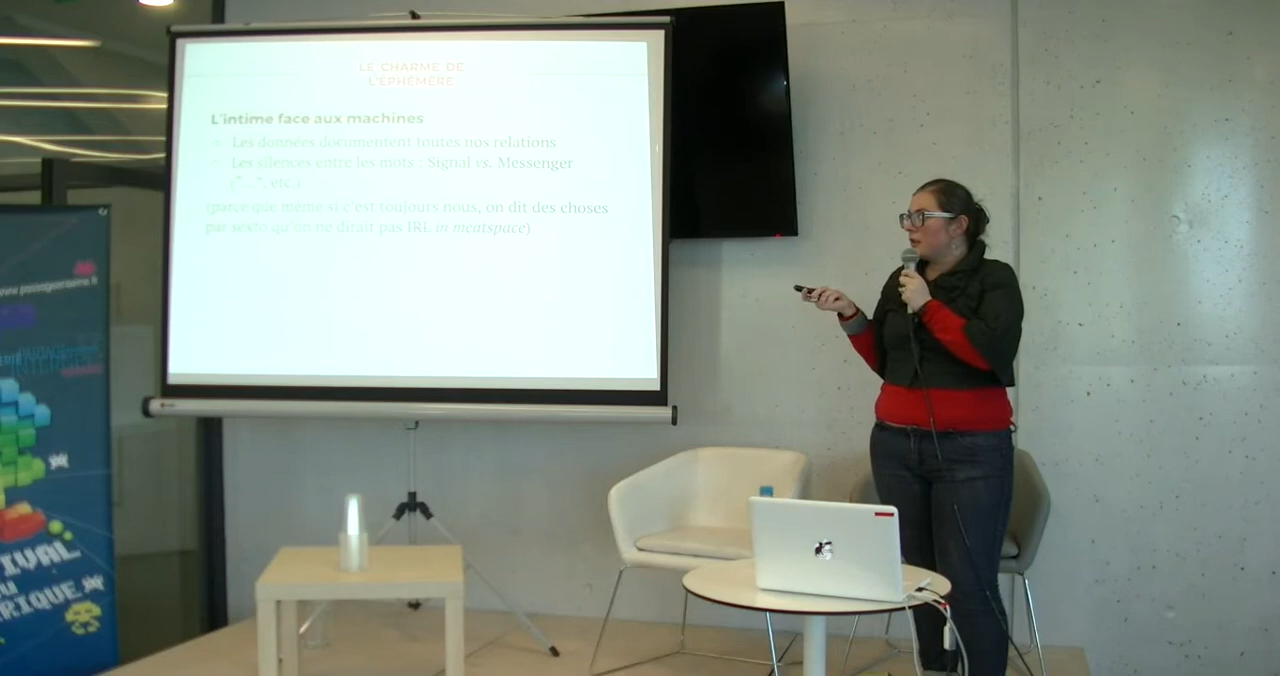 LE CHARME DE
L'ÉPHÉMÈRE
L'intime face aux machines
Les données documentent toutes nos relations
Les silences entre les mots : Signal vs. Messenger
("...", etc.)
(parce que même si c'est toujours nous, on dit des choses
par sexto qu'on ne dirait pas IRL in meatspace)
IVAL